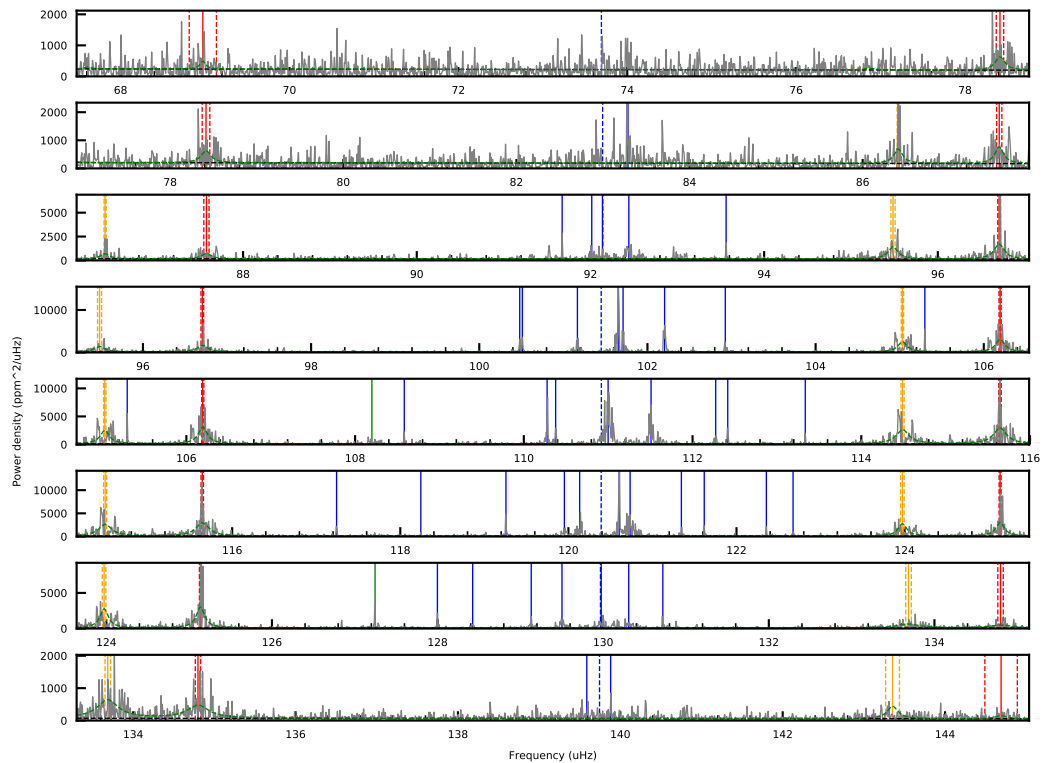 2000
1000
0
68 70 72 74 76 78
2000
1000
0
78 80 82 84 86
5000
2500
0
88 90 92 94 96
10000
0
96 98 100 102 104 106
10000
5000
0
106 108 110 112 114 116
10000
5000
0
116 118 120 122 124
5000
0
124 126 128 130 132 134
2000
1000
0
134 136 138 140 142 144
Power density (ppm^2/uHz)
Frequency (uHz)